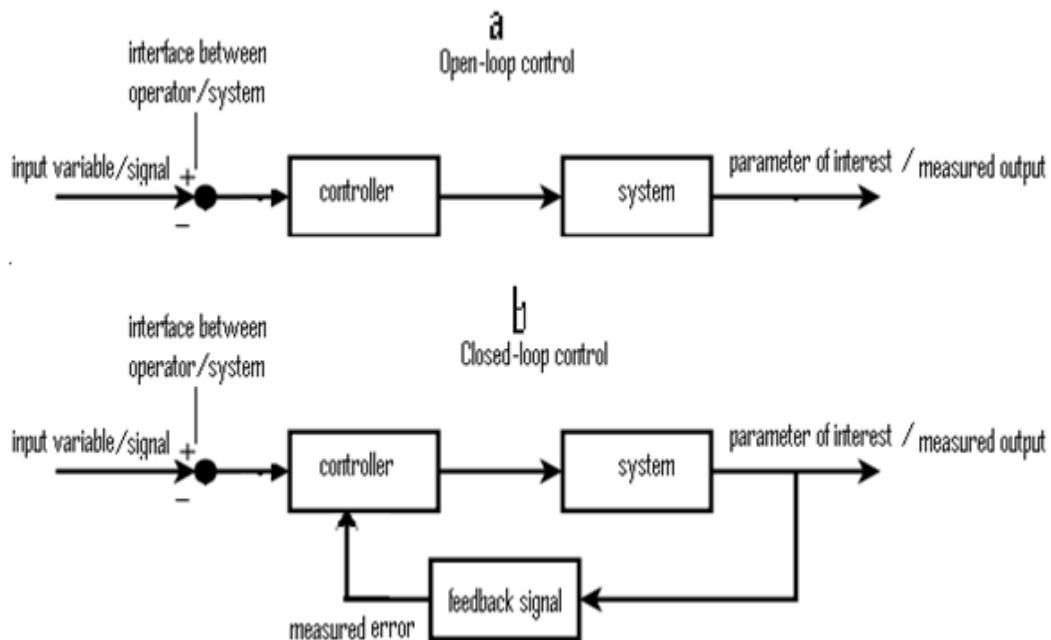 a
Open-loop control
interface between
operator/system
input variable/signal
+
−
controller
system
parameter of interest / measured output
b
Closed-loop control
interface between
operator/system
input variable/signal
+
−
controller
system
parameter of interest / measured output
feedback signal
measured error